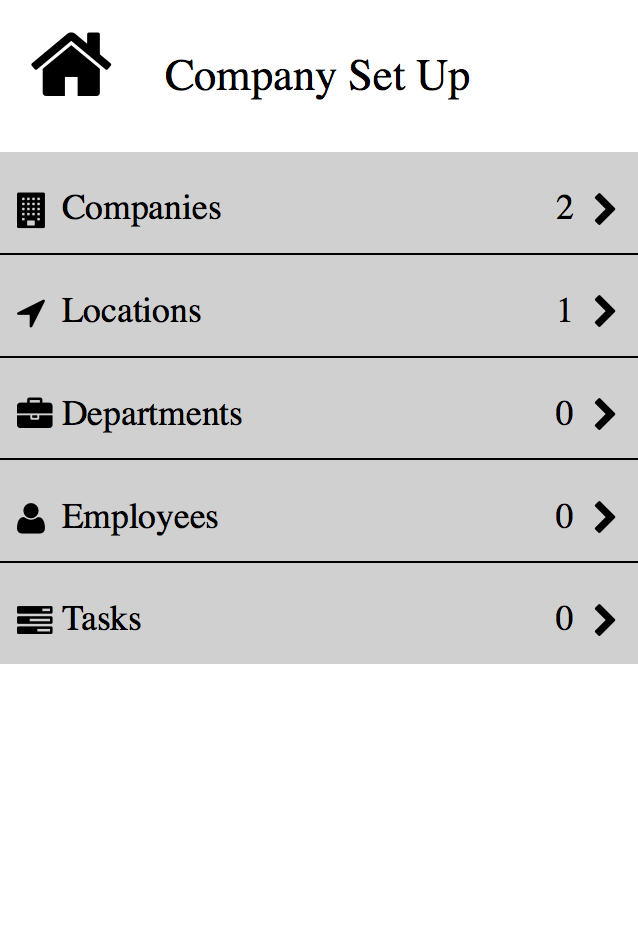 Company Set Up
Companies 2
Locations 1
Departments 0
Employees 0
Tasks 0